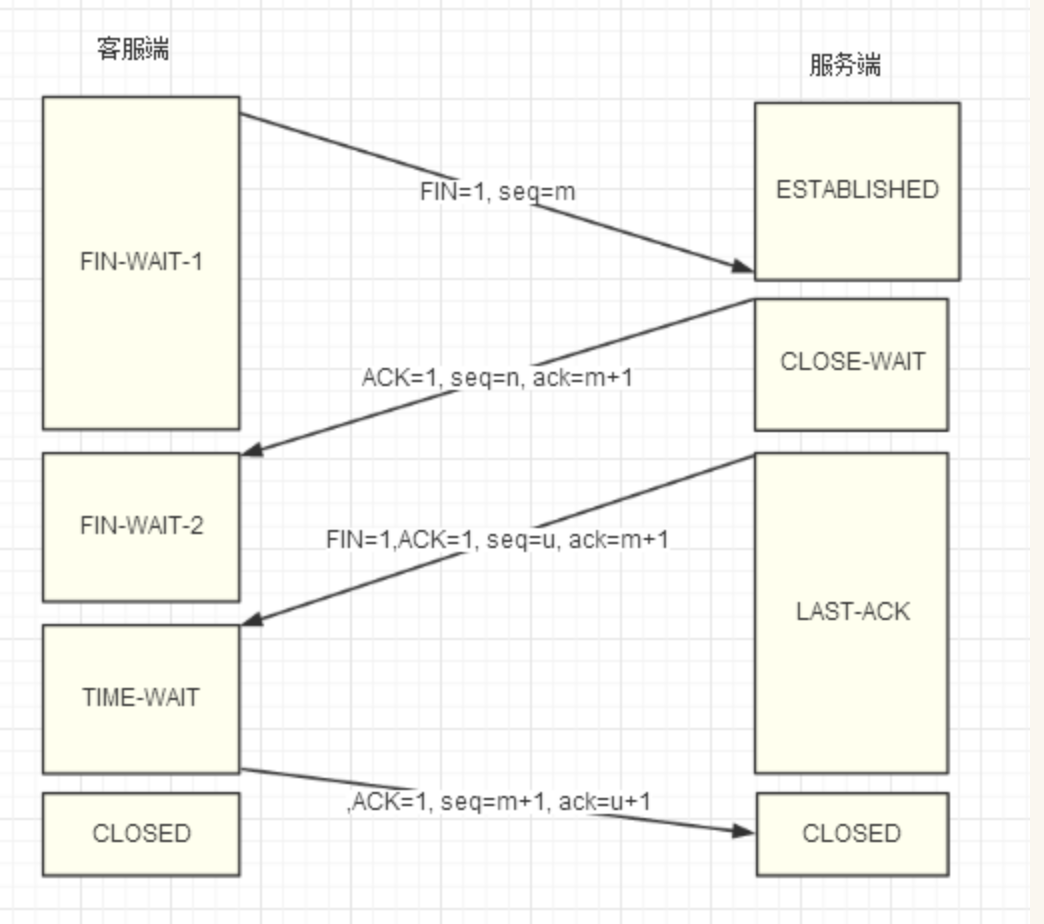 客服端
服务端
ESTABLISHED
FIN=1, seq=m
FIN-WAIT-1
CLOSE-WAIT
ACK=1, seq=n, ack=m+1
FIN-WAIT-2
FIN=1,ACK=1, seq=u, ack=m+1
LAST-ACK
TIME-WAIT
,ACK=1, seq=m+1, ack=u+1
CLOSED
CLOSED